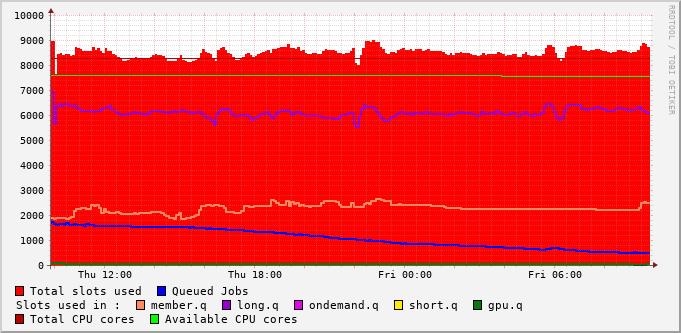 RRDTOOL / TOBI OETIKER
10000
9000
8000
7000
6000
5000
4000
3000
2000
1000
0
Thu 12:00 Thu 18:00 Fri 00:00 Fri 06:00
Total slots used Queued Jobs
Slots used in : member.q long.q ondemand.q short.q gpu.q
Total CPU cores Available CPU cores